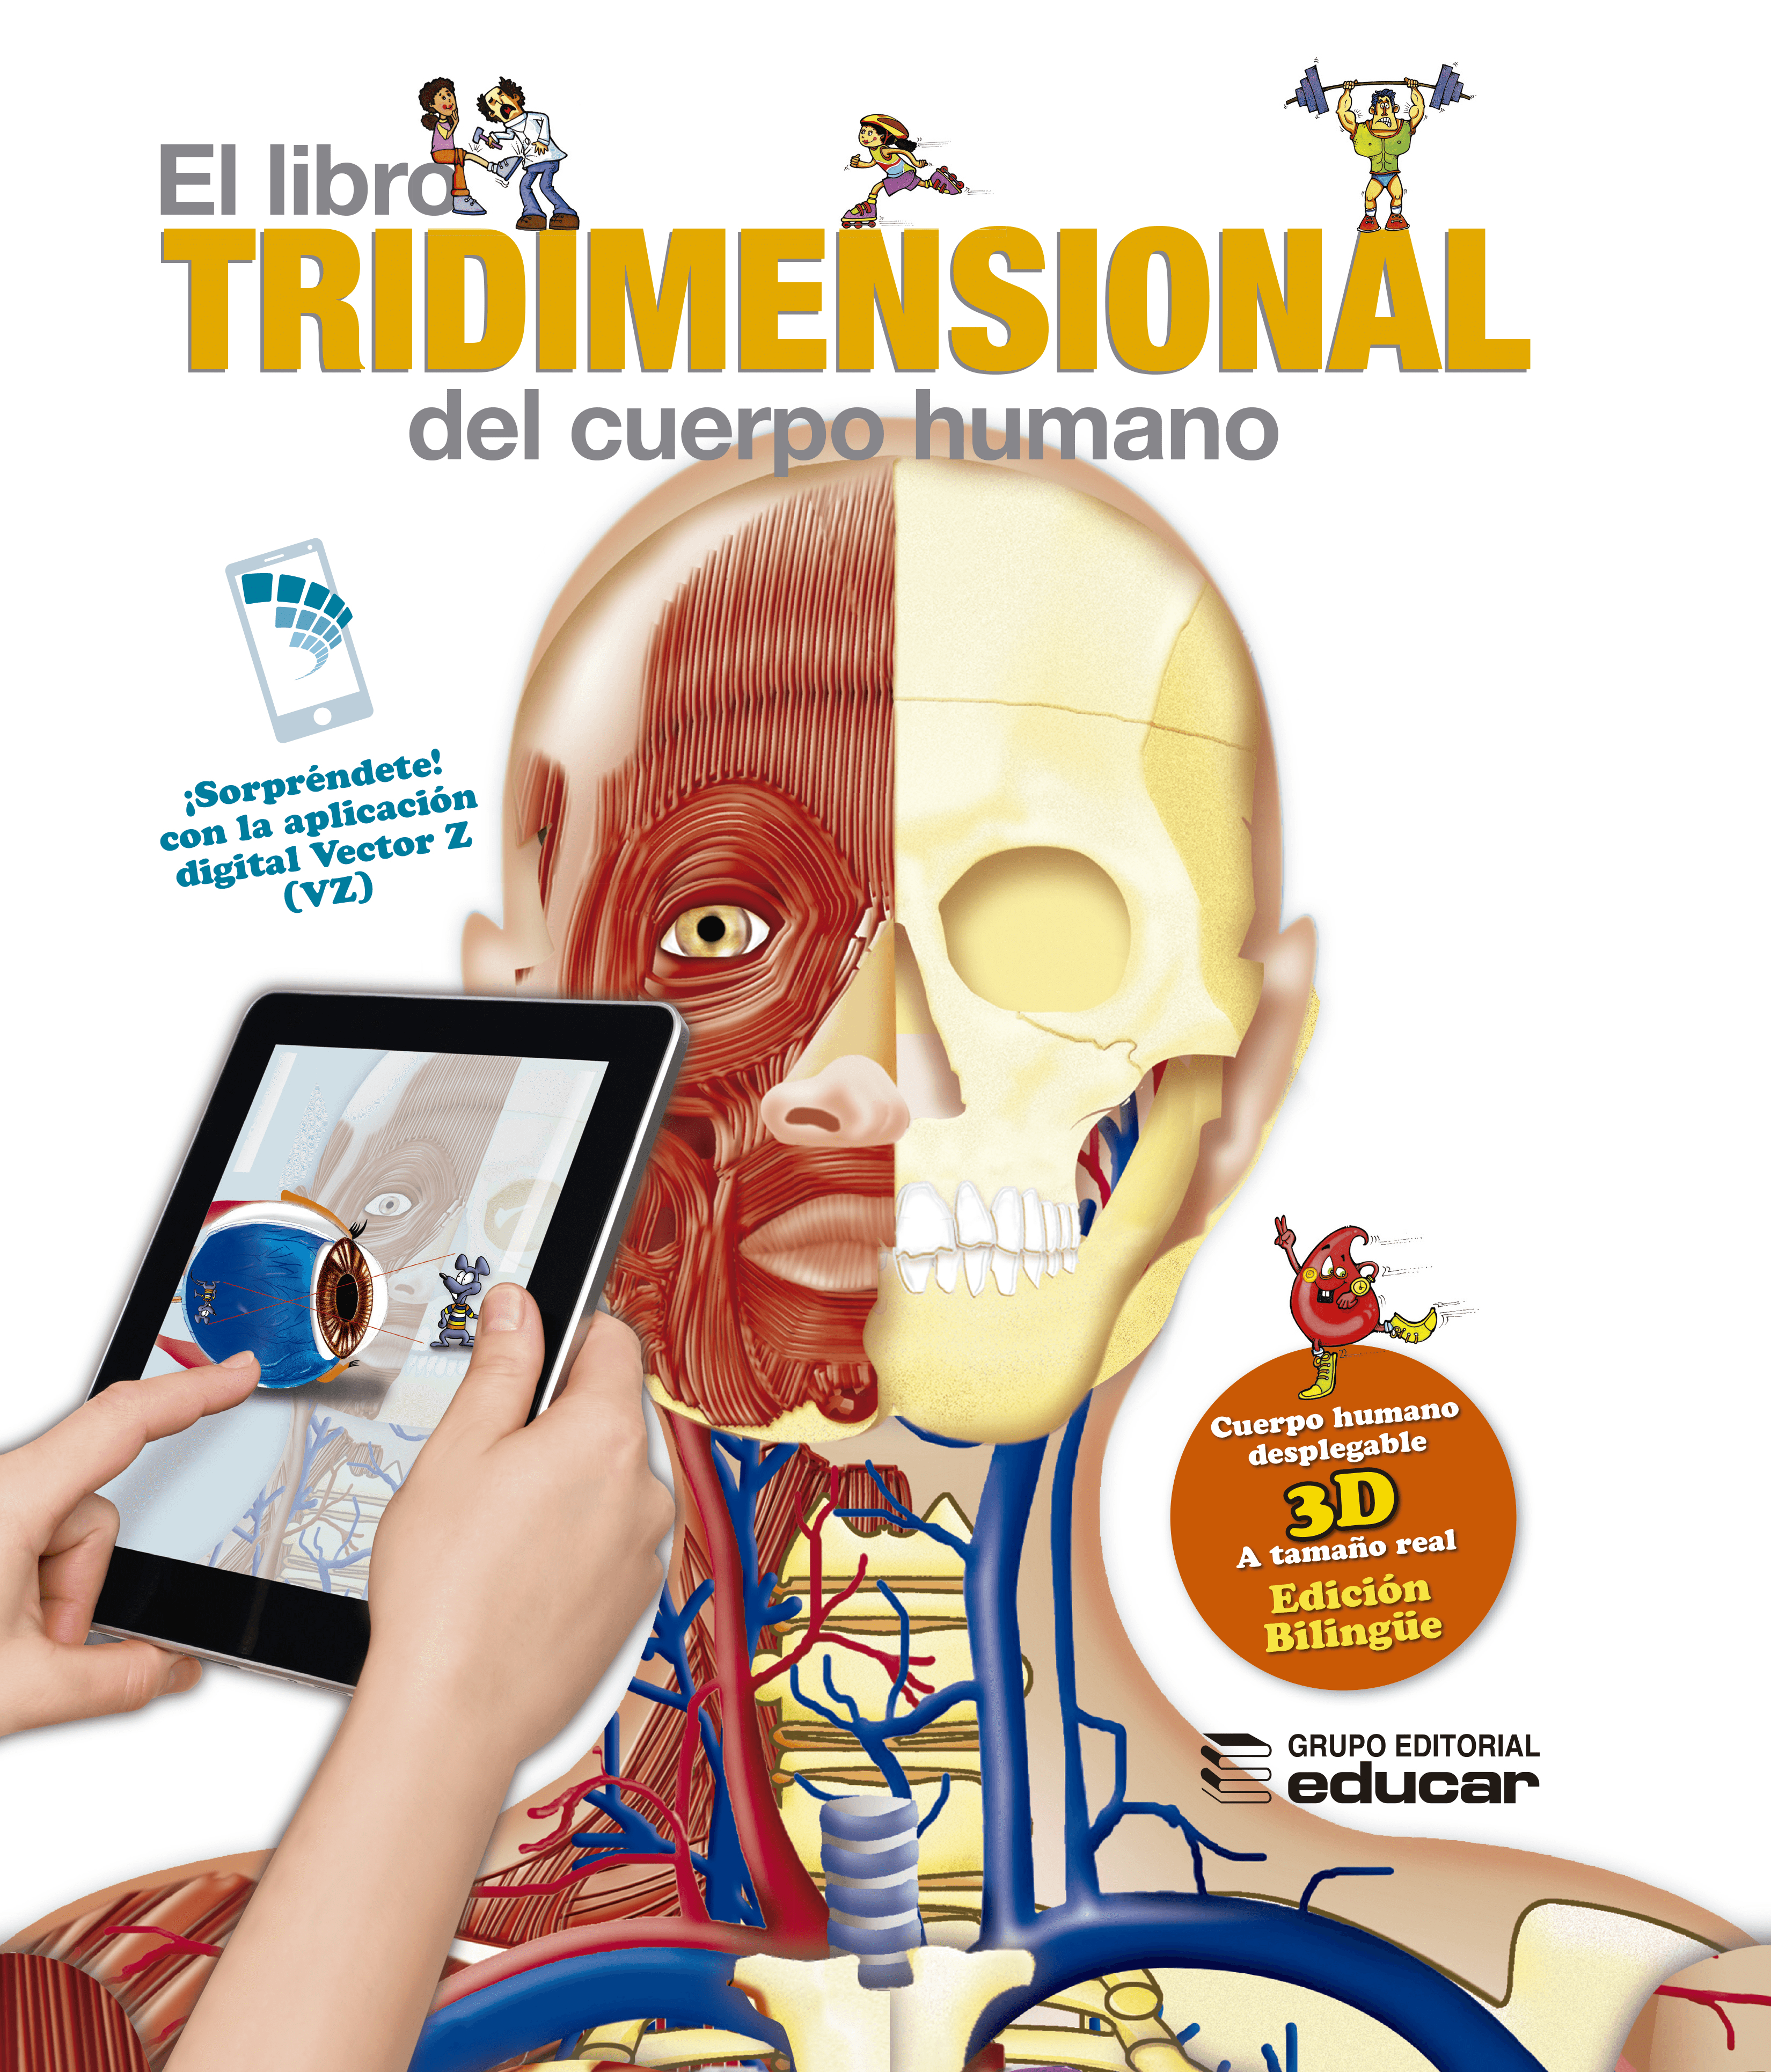 El libro
TRIDIMENSIONAL
del cuerpo humano
¡Sorpréndete!
con la aplicación
digital Vector Z
(VZ)
Cuerpo humano
desplegable
3D
A tamaño real
Edición
Bilingüe
GRUPO EDITORIAL
educar